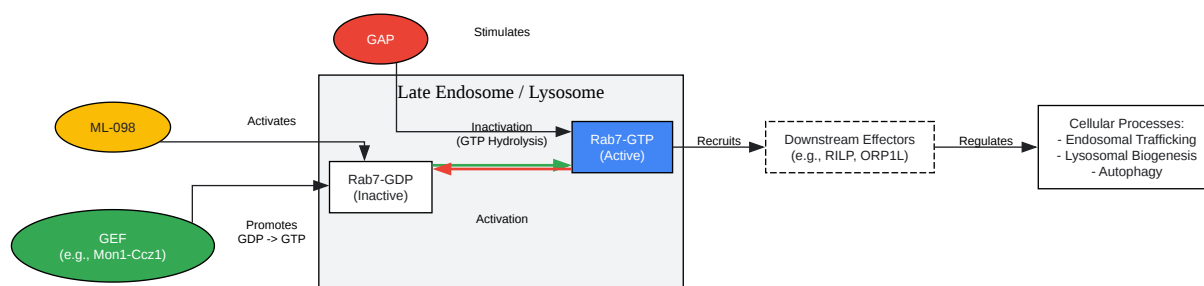 GAP
Stimulates
Late Endosome / Lysosome
ML-098
Activates
Inactivation
(GTP Hydrolysis)
Rab7-GTP
(Active)
Recruits
Downstream Effectors
(e.g., RILP, ORP1L)
Regulates
Cellular Processes:
- Endosomal Trafficking
- Lysosomal Biogenesis
- Autophagy
Rab7-GDP
(Inactive)
Activation
Promotes
GDP -> GTP
GEF
(e.g., Mon1-Ccz1)